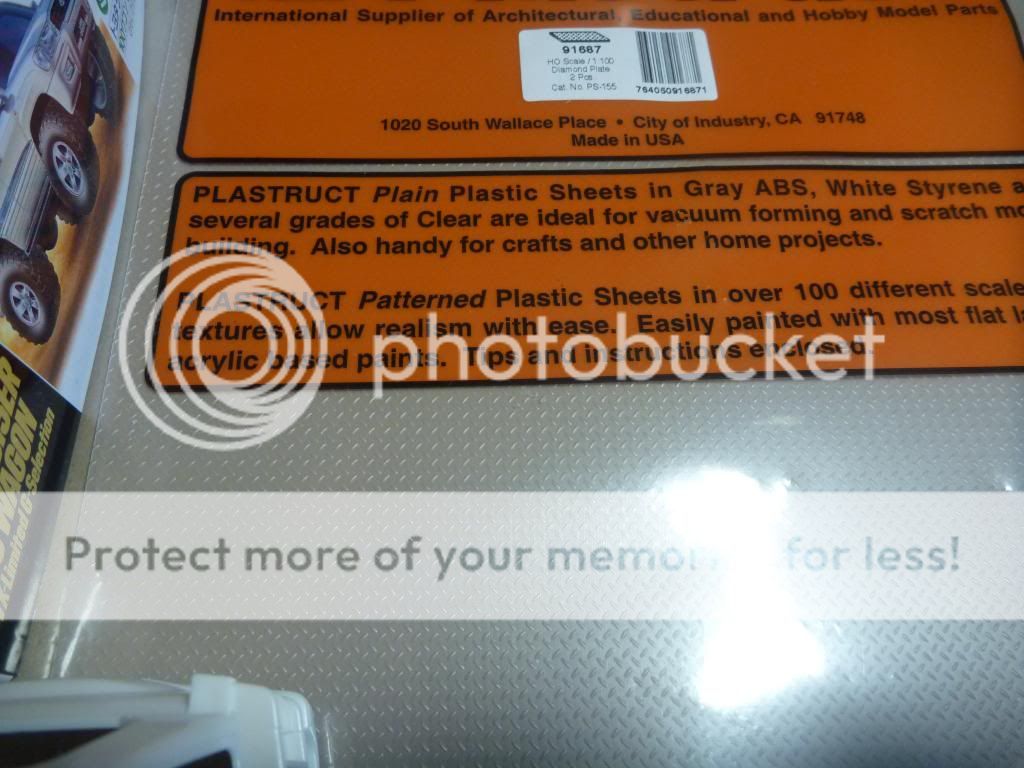 International Supplier of Architectural, Educational and Hobby Model Parts
91687
HO Scale / 1:100
Diamond Plate
2 Pcs
Cat. No. PS-155
764050916871
1020 South Wallace Place • City of Industry, CA 91748
Made in USA
PLASTRUCT Plain Plastic Sheets in Gray ABS, White Styrene a
several grades of Clear are ideal for vacuum forming and scratch mo
building. Also handy for crafts and other home projects.
PLASTRUCT Patterned Plastic Sheets in over 100 different scale
textures allow realism with ease. Easily painted with most flat la
acrylic based paints. Tips and instructions enclosed.
photobucket
Protect more of your memories for less!
WAGON
Selection